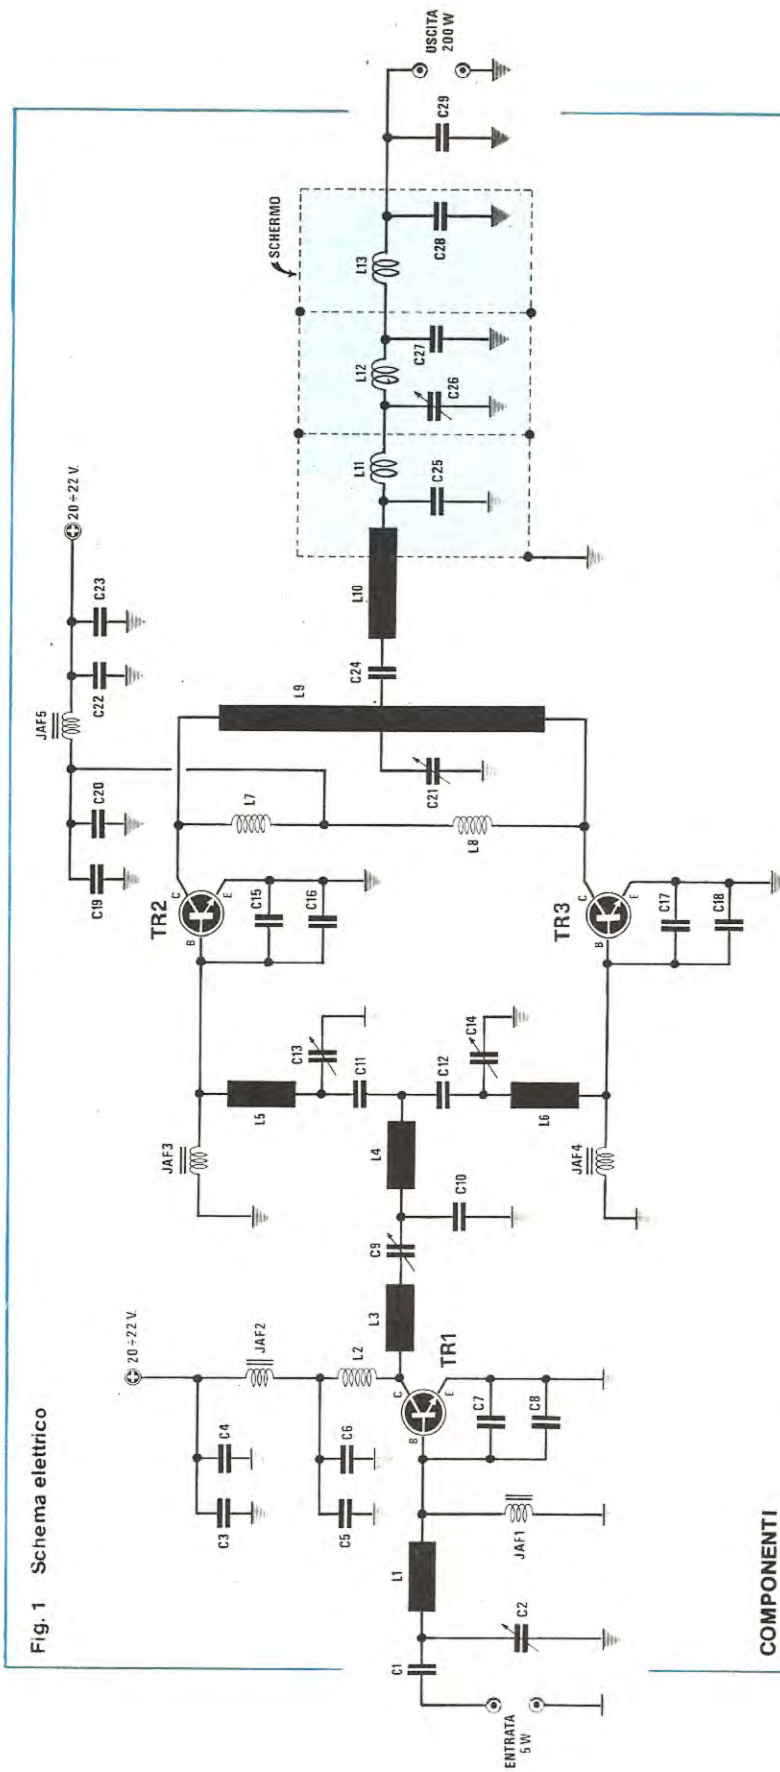 Fig. 1 Schema elettrico
ENTRATA
5 W
C1
C2
L1
JAF1
C3
C4
C5
C6
20 ÷ 22 V.
JAF2
L2
C
B
E
TR1
C7
C8
L3
C9
C10
L4
JAF3
L5
C13
C11
C12
C14
L6
JAF4
C
B
E
TR2
C15
C16
C
B
E
TR3
C17
C18
C19
C20
JAF5
C22
C23
20 ÷ 22 V.
L7
L8
C21
L9
C24
L10
C25
L11
C26
L12
C27
L13
C28
SCHERMO
C29
USCITA
200 W
COMPONENTI